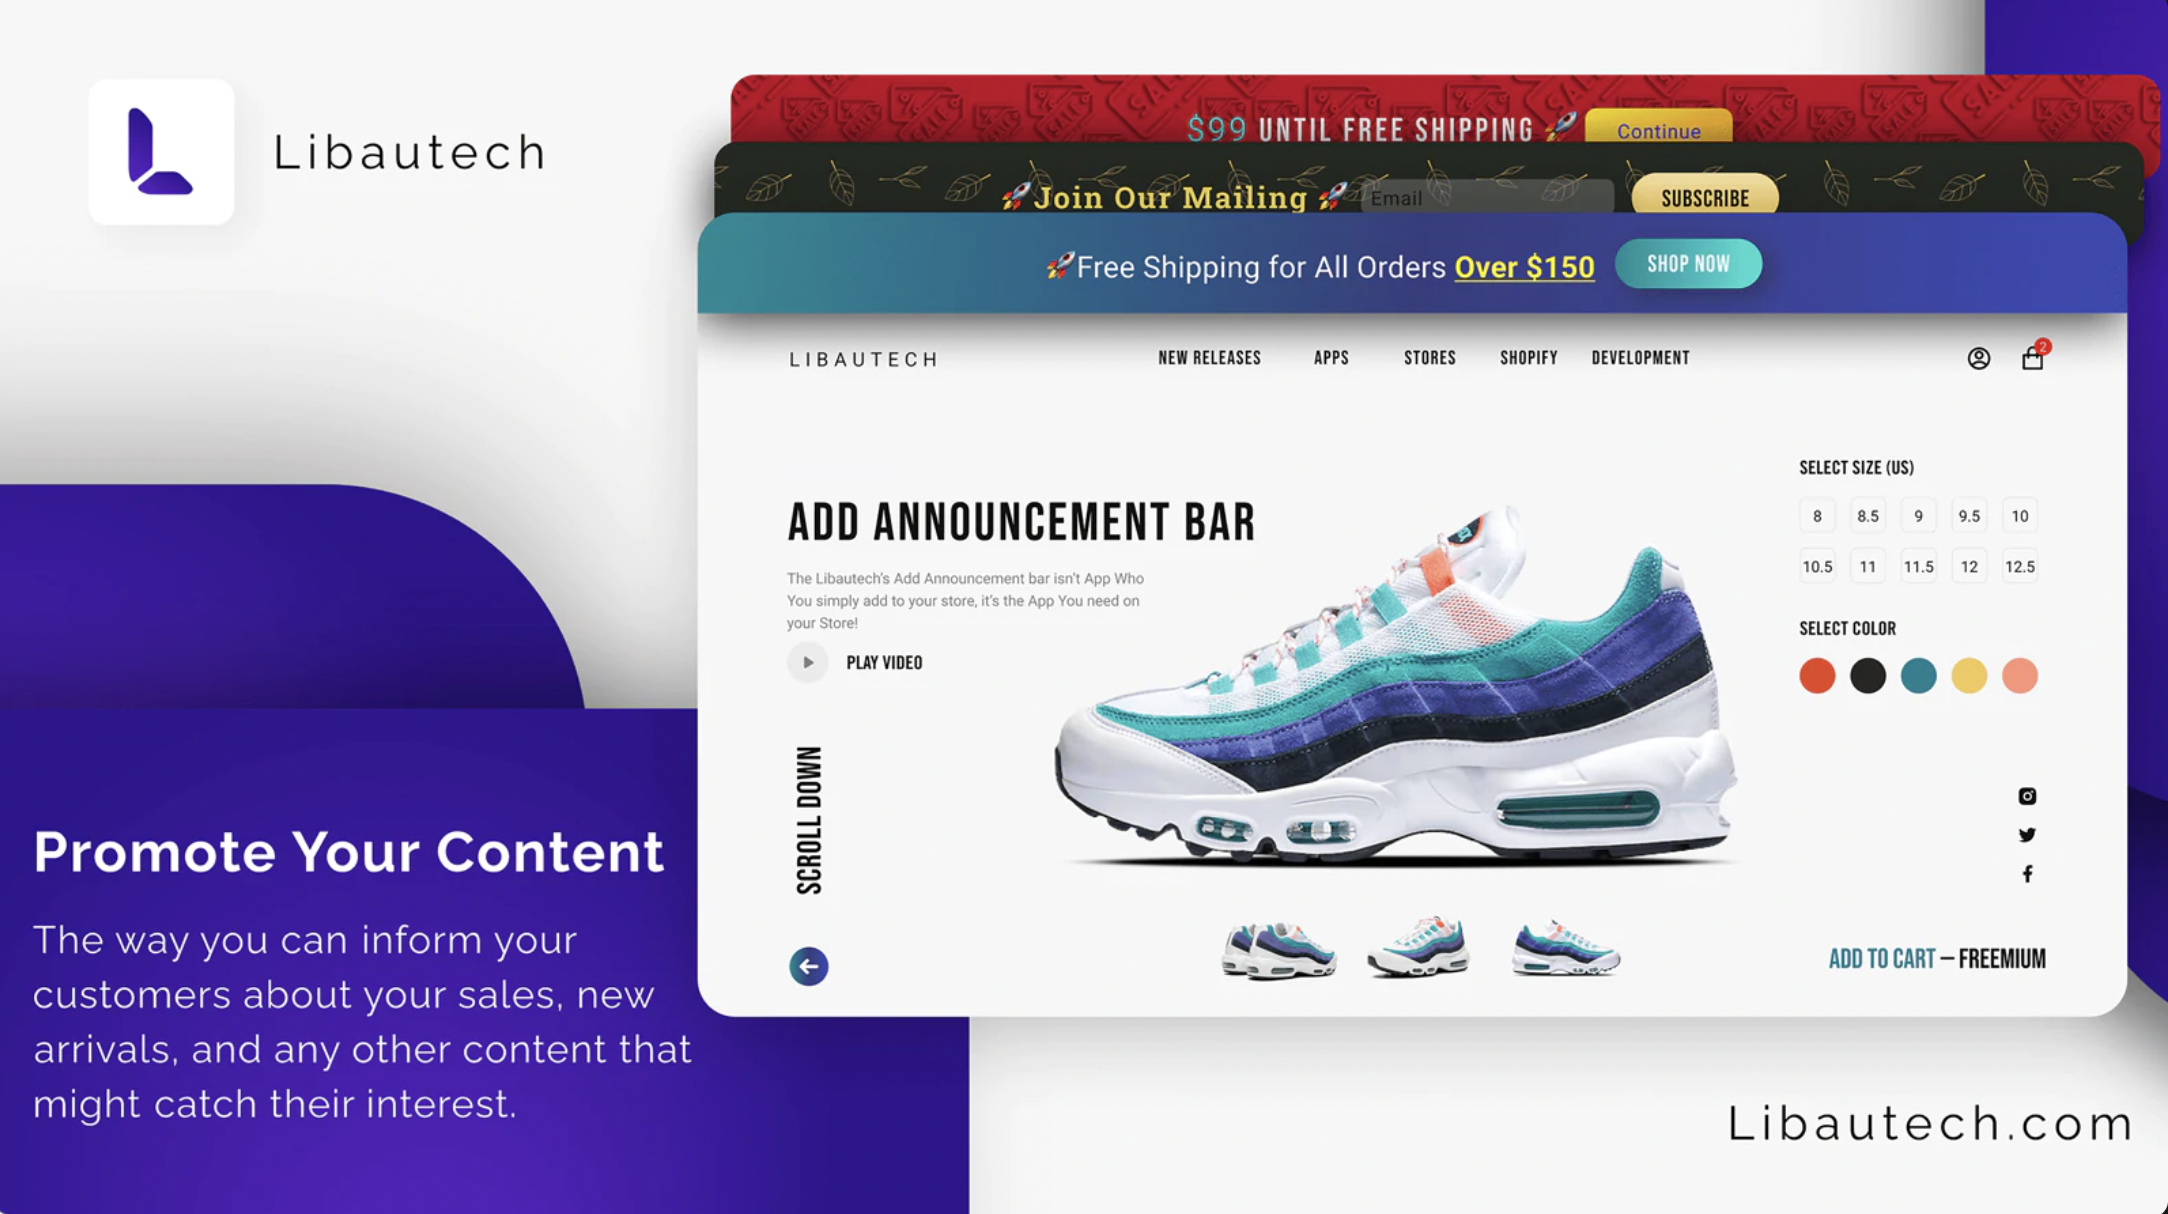 Libautech
$99 UNTIL FREE SHIPPING 🚀 Continue
🚀Join Our Mailing 🚀 Email SUBSCRIBE
🚀Free Shipping for All Orders Over $150 SHOP NOW
LIBAUTECH NEW RELEASES APPS STORES SHOPIFY DEVELOPMENT 2
ADD ANNOUNCEMENT BAR
The Libautech's Add Announcement bar isn't App Who
You simply add to your store, it's the App You need on
your Store!
PLAY VIDEO
SCROLL DOWN
SELECT SIZE (US)
8 8.5 9 9.5 10
10.5 11 11.5 12 12.5
SELECT COLOR
ADD TO CART – FREEMIUM
Promote Your Content
The way you can inform your
customers about your sales, new
arrivals, and any other content that
might catch their interest.
Libautech.com